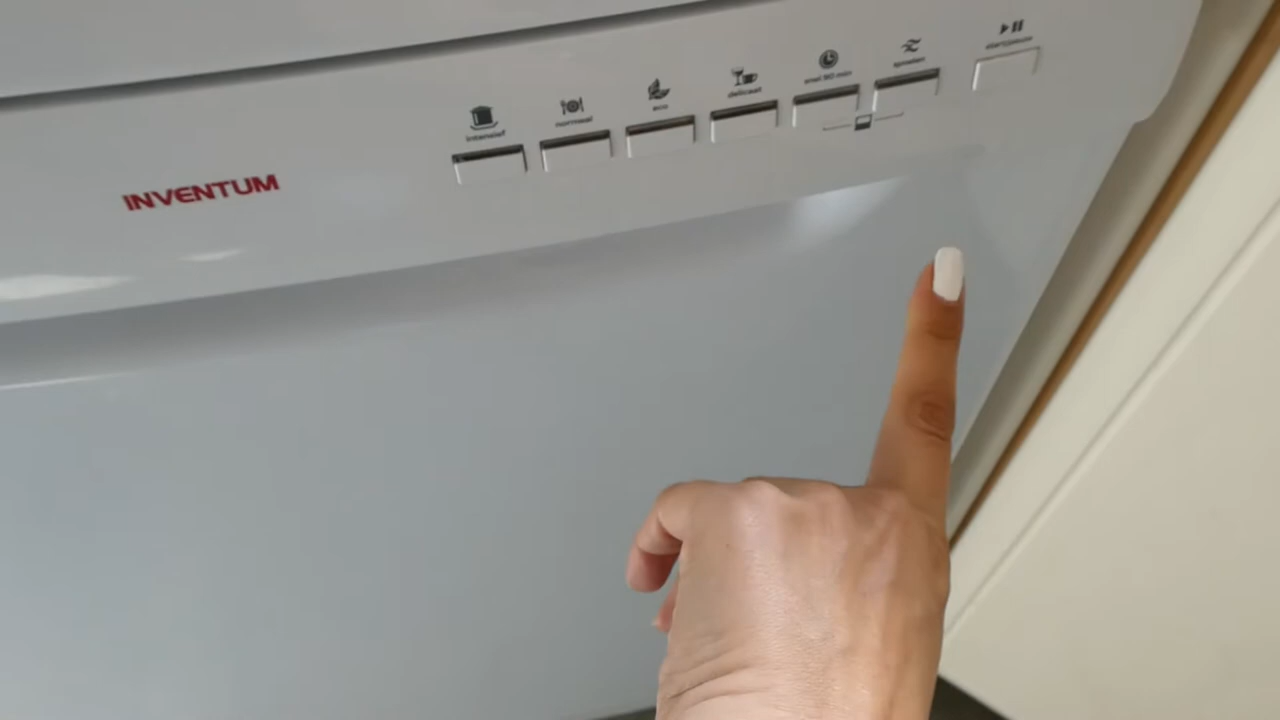 INVENTUM
intensief
normaal
eco
delicaat
snel 90 min
spoelen
start/pauze